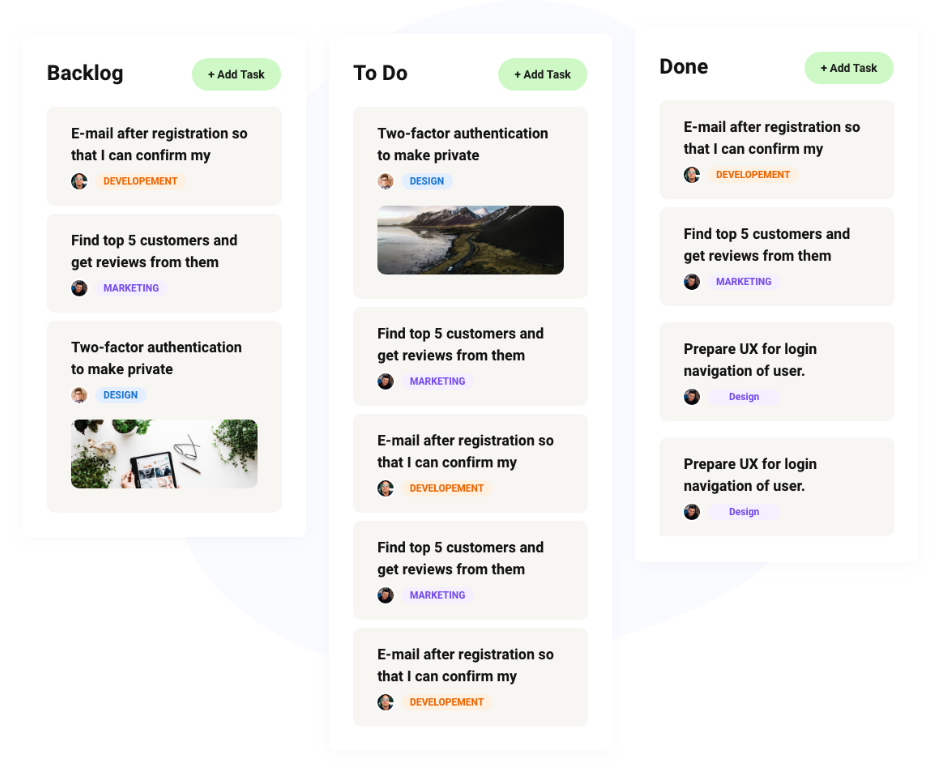 Backlog
+ Add Task
E-mail after registration so
that I can confirm my
DEVELOPEMENT
Find top 5 customers and
get reviews from them
MARKETING
Two-factor authentication
to make private
DESIGN
To Do
+ Add Task
Two-factor authentication
to make private
DESIGN
Find top 5 customers and
get reviews from them
MARKETING
E-mail after registration so
that I can confirm my
DEVELOPEMENT
Find top 5 customers and
get reviews from them
MARKETING
E-mail after registration so
that I can confirm my
DEVELOPEMENT
Done
+ Add Task
E-mail after registration so
that I can confirm my
DEVELOPEMENT
Find top 5 customers and
get reviews from them
MARKETING
Prepare UX for login
navigation of user.
Design
Prepare UX for login
navigation of user.
Design